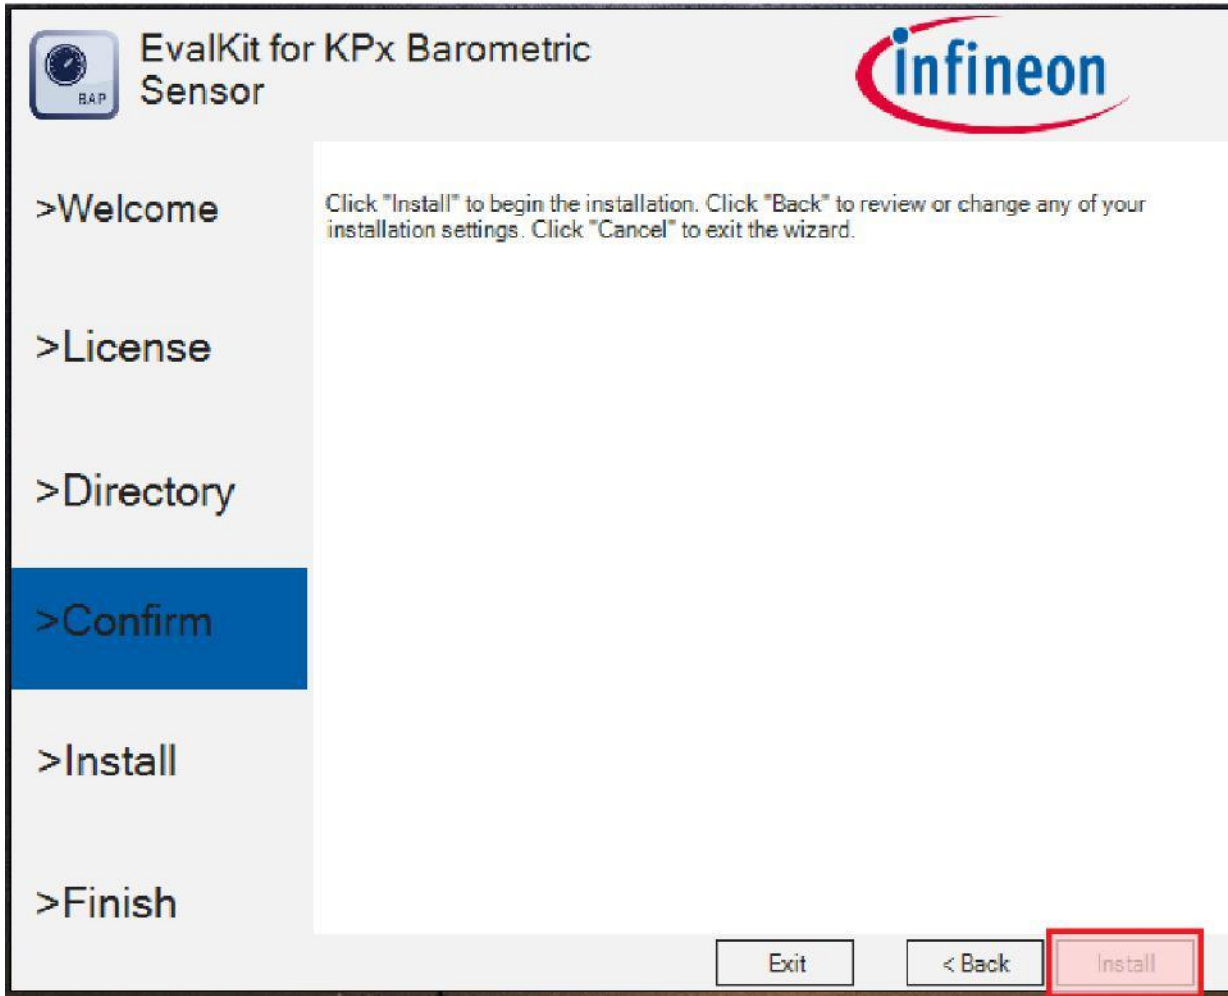 EvalKit for KPx Barometric
Sensor
BAP
infineon
>Welcome
Click "Install" to begin the installation. Click "Back" to review or change any of your
installation settings. Click "Cancel" to exit the wizard.
>License
>Directory
>Confirm
>Install
>Finish
Exit
< Back
Install